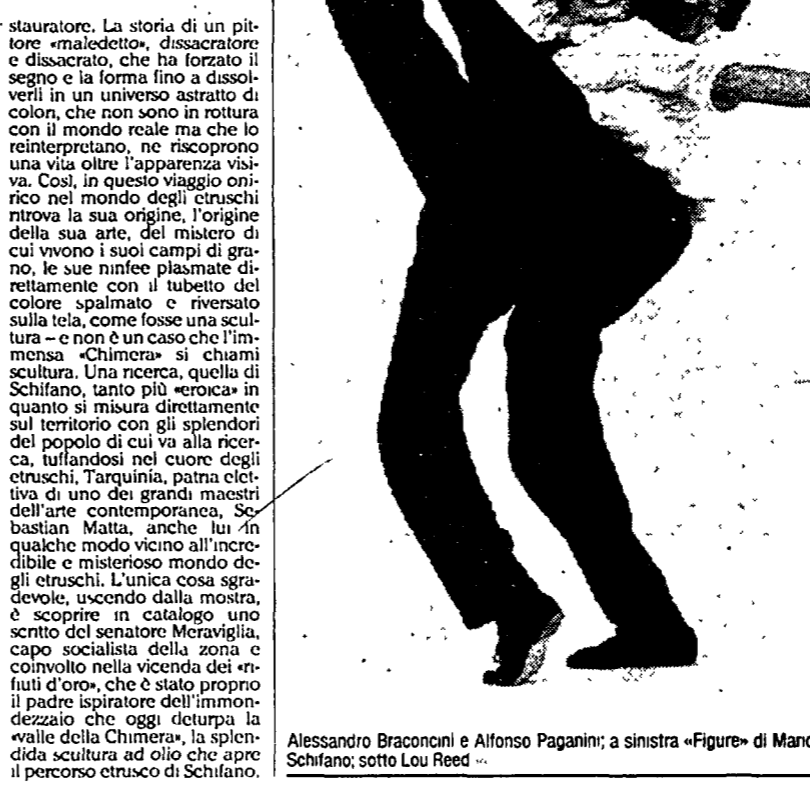 stauratore. La storia di un pit-
tore «maledetto», dissacratore
e dissacrato, che ha forzato il
segno e la forma fino a dissol-
verli in un universo astratto di
colori, che non sono in rottura
con il mondo reale ma che lo
reinterpretano, ne riscoprono
una vita oltre l'apparenza visi-
va. Così, in questo viaggio oni-
rico nel mondo degli etruschi
ritrova la sua origine, l'origine
della sua arte, del mistero di
cui vivono i suoi campi di gra-
no, le sue ninfee plasmate di-
rettamente con il tubetto del
colore spalmato e riversato
sulla tela, come fosse una scul-
tura – e non è un caso che l'im-
mensa «Chimera» si chiami
scultura. Una ricerca, quella di
Schifano, tanto più «eroica» in
quanto si misura direttamente
sul territorio con gli splendori
del popolo di cui va alla ricer-
ca, tuffandosi nel cuore degli
etruschi, Tarquinia, patria elet-
tiva di uno dei grandi maestri
dell'arte contemporanea, Se-
bastian Matta, anche lui in
qualche modo vicino all'incre-
dibile e misterioso mondo de-
gli etruschi. L'unica cosa sgra-
devole, uscendo dalla mostra,
è scoprire in catalogo uno
scritto del senatore Meraviglia,
capo socialista della zona e
coinvolto nella vicenda dei «ri-
fiuti d'oro», che è stato proprio
il padre ispiratore dell'immon-
dezzaio che oggi deturpa la
«valle della Chimera», la splen-
dida scultura ad olio che apre
il percorso etrusco di Schifano.
Alessandro Braconcini e Alfonso Paganini; a sinistra «Figure» di Mario
Schifano; sotto Lou Reed